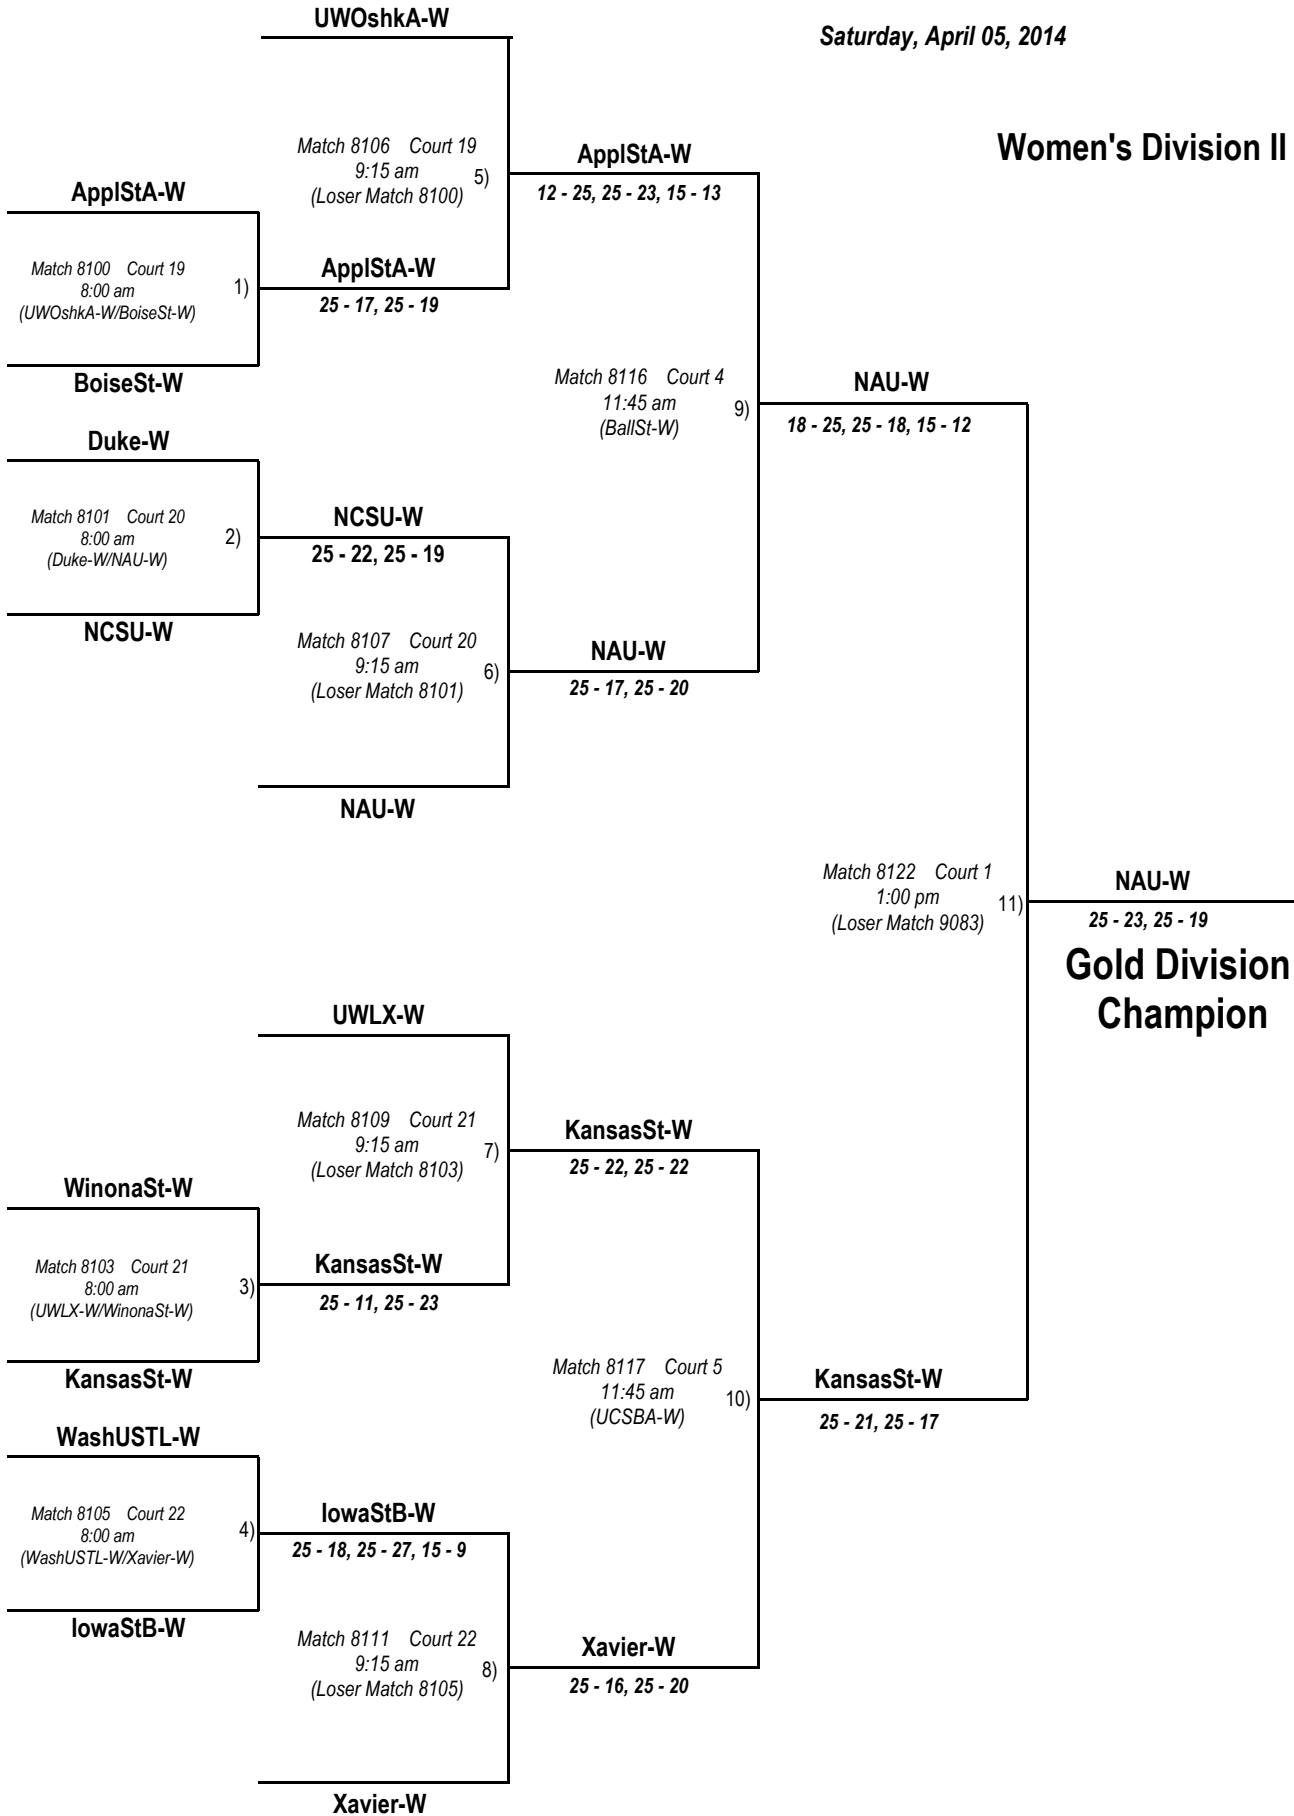 UWOshkA-W
Saturday, April 05, 2014
Women's Division II
Match 8106 Court 19
9:15 am
(Loser Match 8100)
5)
ApplStA-W
12 - 25, 25 - 23, 15 - 13
ApplStA-W
Match 8100 Court 19
8:00 am
(UWOshkA-W/BoiseSt-W)
1)
ApplStA-W
25 - 17, 25 - 19
BoiseSt-W
Match 8116 Court 4
11:45 am
(BallSt-W)
9)
NAU-W
18 - 25, 25 - 18, 15 - 12
Duke-W
Match 8101 Court 20
8:00 am
(Duke-W/NAU-W)
2)
NCSU-W
25 - 22, 25 - 19
NCSU-W
Match 8107 Court 20
9:15 am
(Loser Match 8101)
6)
NAU-W
25 - 17, 25 - 20
NAU-W
Match 8122 Court 1
1:00 pm
(Loser Match 9083)
11)
NAU-W
25 - 23, 25 - 19
Gold Division
Champion
UWLX-W
Match 8109 Court 21
9:15 am
(Loser Match 8103)
7)
KansasSt-W
25 - 22, 25 - 22
WinonaSt-W
Match 8103 Court 21
8:00 am
(UWLX-W/WinonaSt-W)
3)
KansasSt-W
25 - 11, 25 - 23
KansasSt-W
Match 8117 Court 5
11:45 am
(UCSBA-W)
10)
KansasSt-W
25 - 21, 25 - 17
WashUSTL-W
Match 8105 Court 22
8:00 am
(WashUSTL-W/Xavier-W)
4)
IowaStB-W
25 - 18, 25 - 27, 15 - 9
IowaStB-W
Match 8111 Court 22
9:15 am
(Loser Match 8105)
8)
Xavier-W
25 - 16, 25 - 20
Xavier-W